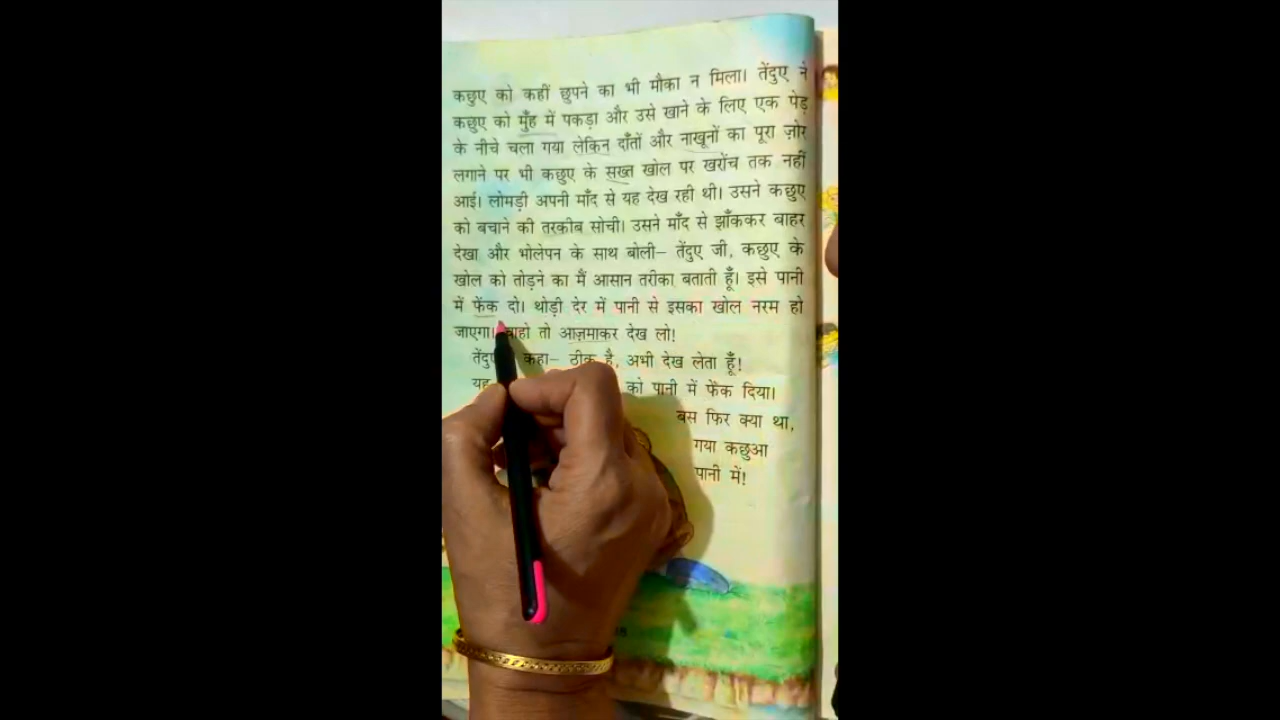 कछुए को कहीं छुपने का भी मौका न मिला। तेंदुए ने
कछुए को मुँह में पकड़ा और उसे खाने के लिए एक पेड़
के नीचे चला गया लेकिन दाँतों और नाखूनों का पूरा ज़ोर
लगाने पर भी कछुए के सख्त खोल पर खरोंच तक नहीं
आई। लोमड़ी अपनी माँद से यह देख रही थी। उसने कछुए
को बचाने की तरकीब सोची। उसने माँद से झाँककर बाहर
देखा और भोलेपन के साथ बोली– तेंदुए जी, कछुए के
खोल को तोड़ने का मैं आसान तरीका बताती हूँ। इसे पानी
में फेंक दो। थोड़ी देर में पानी से इसका खोल नरम हो
जाएगा। तो आज़माकर देख लो!
कहा– ठीक है, अभी देख लेता हूँ!
यह को पानी में फेंक दिया।
बस फिर क्या था,
गया कछुआ
पानी में!